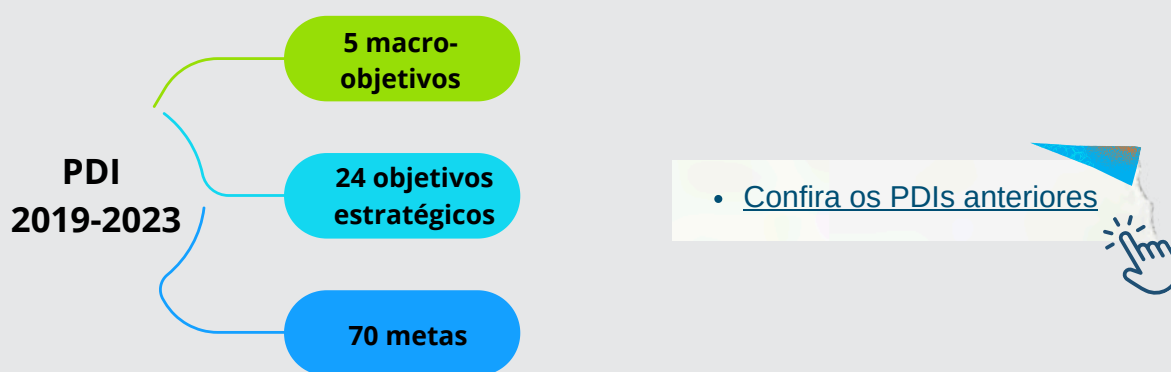 PDI
2019-2023
5 macro-
objetivos
24 objetivos
estratégicos
70 metas
• Confira os PDIs anteriores